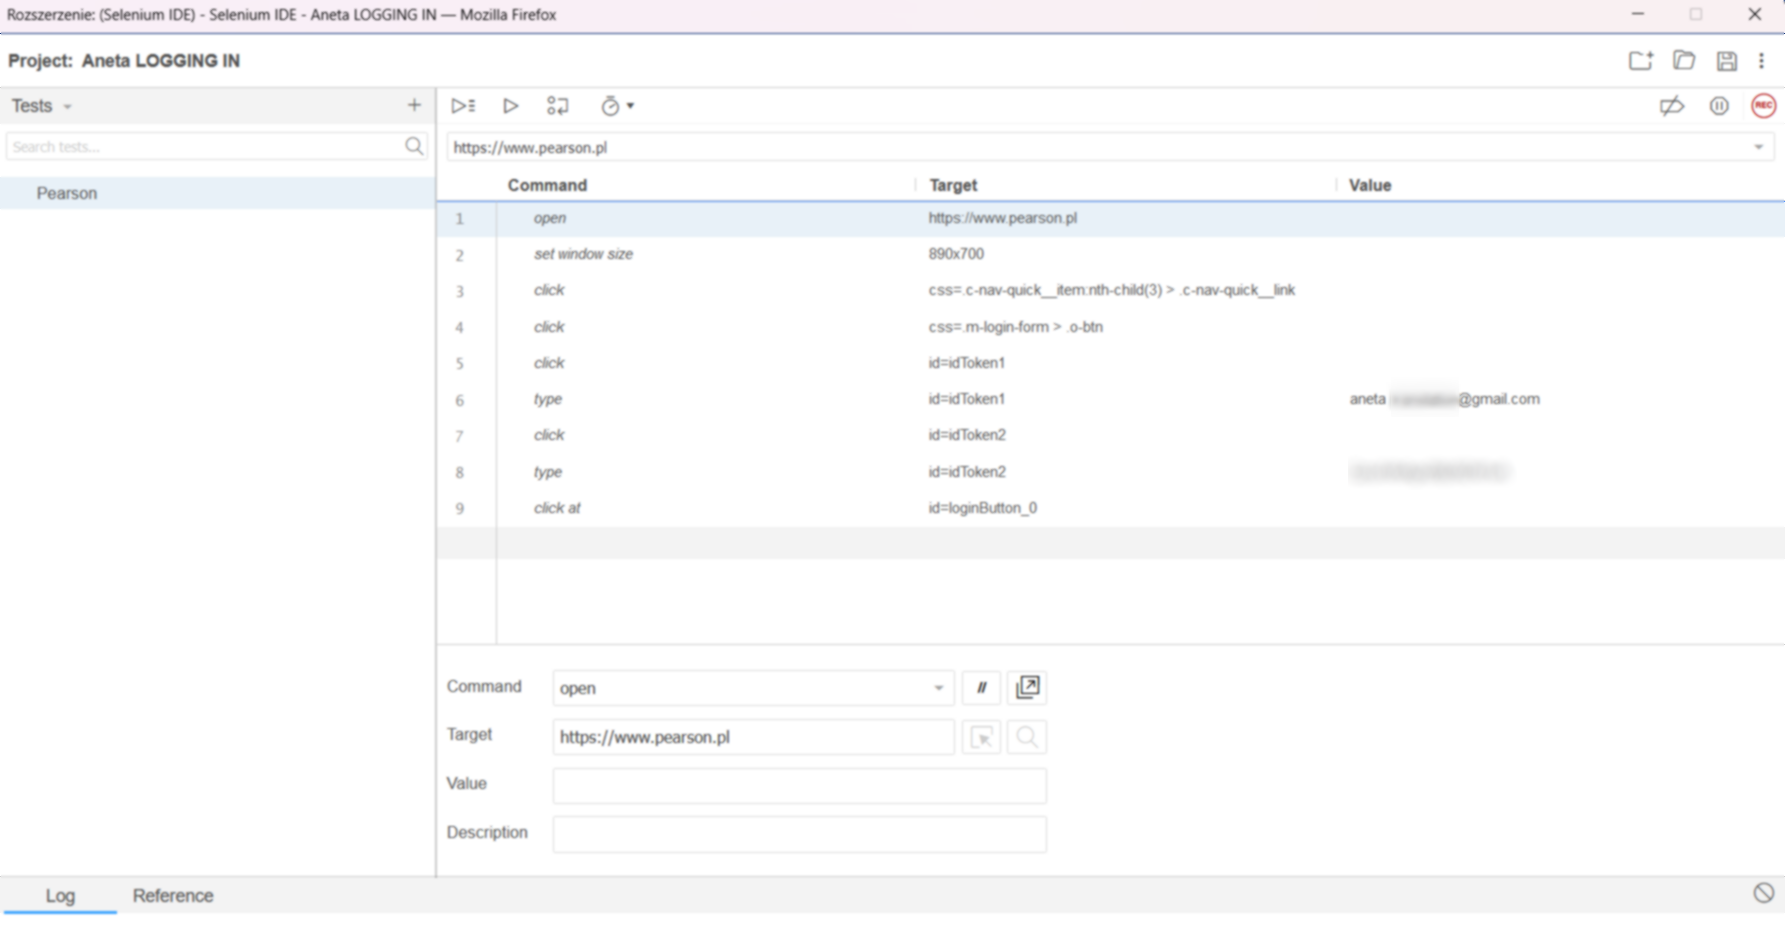 Rozszerzenie: (Selenium IDE) - Selenium IDE - Aneta LOGGING IN — Mozilla Firefox
Project: Aneta LOGGING IN
Tests
Search tests...
Pearson
REC
https://www.pearson.pl
Command Target Value
1 open https://www.pearson.pl
2 set window size 890x700
3 click css=.c-nav-quick__item:nth-child(3) > .c-nav-quick__link
4 click css=.m-login-form > .o-btn
5 click id=idToken1
6 type id=idToken1 aneta @gmail.com
7 click id=idToken2
8 type id=idToken2
9 click at id=loginButton_0
Command open //
Target https://www.pearson.pl
Value
Description
Log Reference